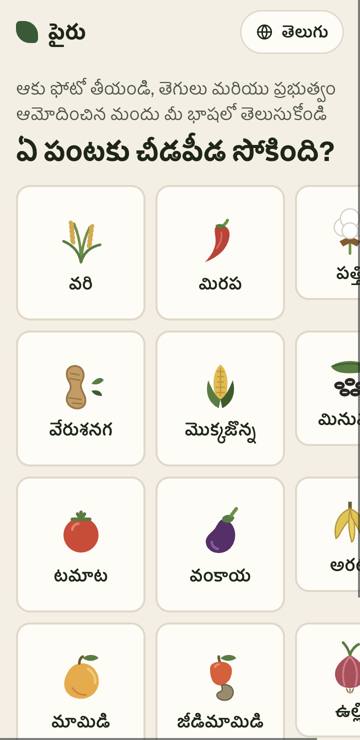 పైరు
తెలుగు
ఆకు ఫోటో తీయండి, తెగులు మరియు ప్రభుత్వం
ఆమోదించిన మందు మీ భాషలో తెలుసుకోండి
ఏ పంటకు చీడపీడ సోకింది?
వరి
మిరప
వేరుశనగ
మొక్కజొన్న
టమాట
వంకాయ
మామిడి
జీడిమామిడి